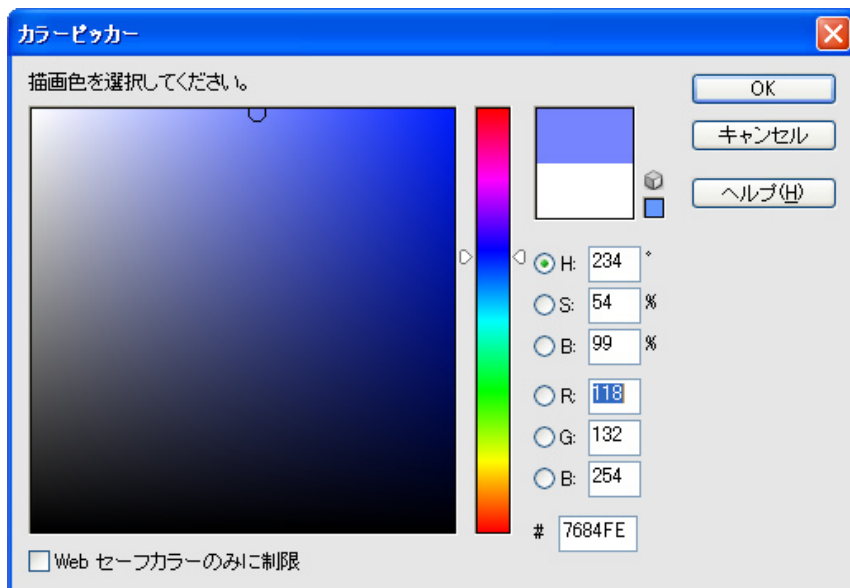 カラーピッカー
描画色を選択してください。
OK
キャンセル
ヘルプ(H)
H: 234 °
S: 54 %
B: 99 %
R: 118
G: 132
B: 254
# 7684FE
Web セーフカラーのみに制限